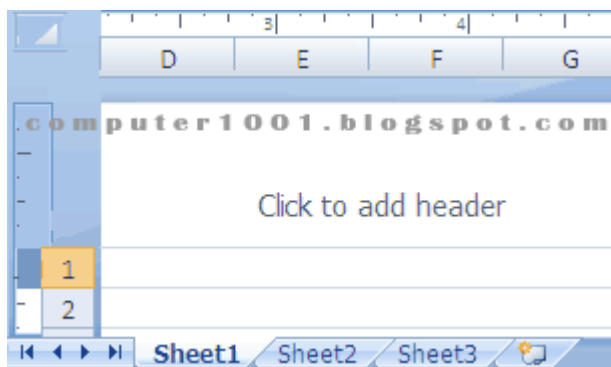 3 4
D E F G
computer1001.blogspot.com
Click to add header
1
2
Sheet1 Sheet2 Sheet3